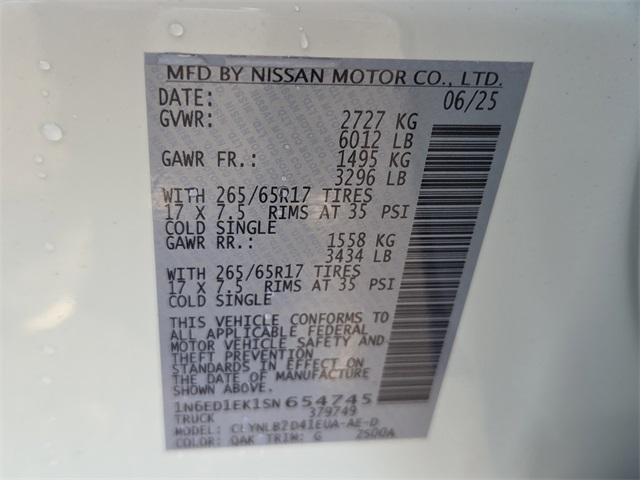 MFD BY NISSAN MOTOR CO., LTD.
DATE: 06/25
GVWR: 2727 KG
6012 LB
GAWR FR.: 1495 KG
3296 LB
WITH 265/65R17 TIRES
17 X 7.5 RIMS AT 35 PSI
COLD SINGLE
GAWR RR.: 1558 KG
3434 LB
WITH 265/65R17 TIRES
17 X 7.5 RIMS AT 35 PSI
COLD SINGLE
THIS VEHICLE CONFORMS TO
ALL APPLICABLE FEDERAL
MOTOR VEHICLE SAFETY AND
THEFT PREVENTION
STANDARDS IN EFFECT ON
THE DATE OF MANUFACTURE
SHOWN ABOVE.
1N6ED1EK1SN654745
TRUCK 379749
COLOR: QAK TRIM: G 2S00A